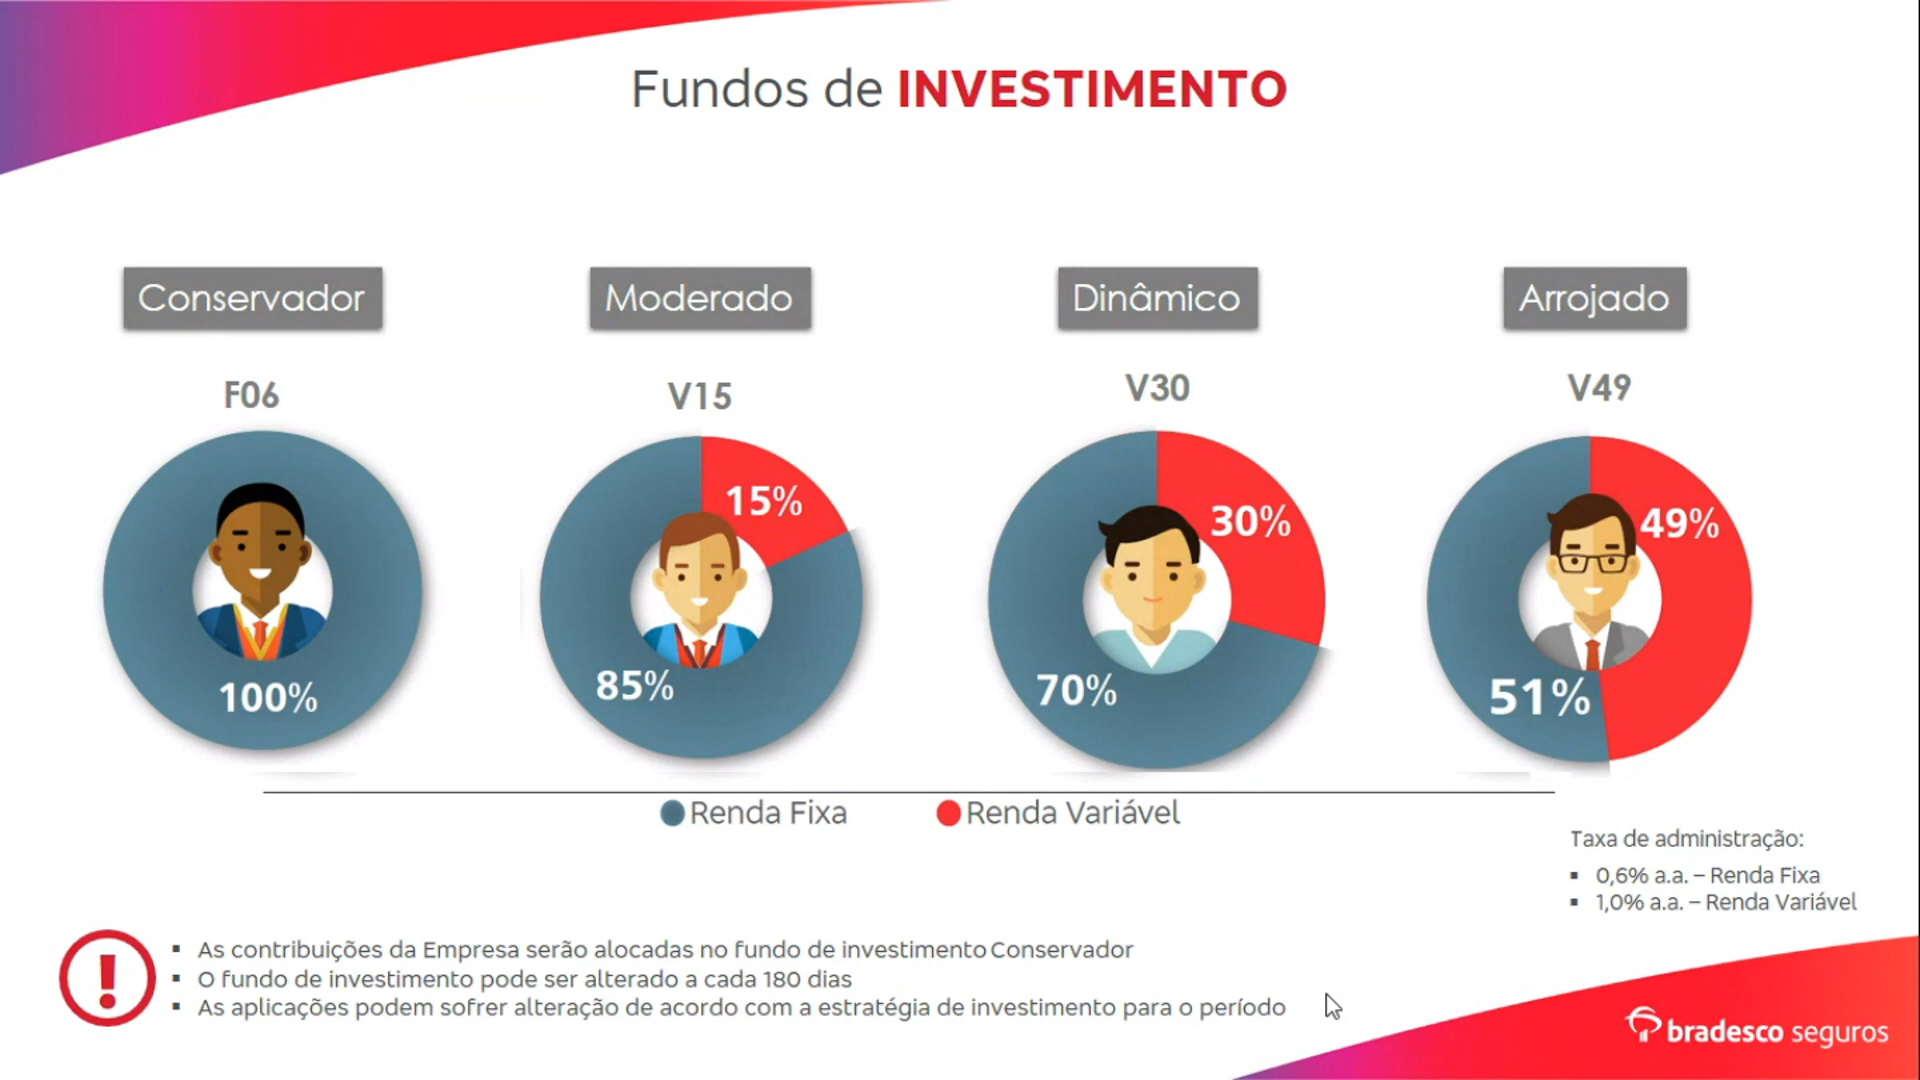 Fundos de INVESTIMENTO
Conservador
Moderado
Dinâmico
Arrojado
F06
V15
V30
V49
100%
15%
85%
30%
70%
49%
51%
Renda Fixa
Renda Variável
Taxa de administração:
▪ 0,6% a.a. – Renda Fixa
▪ 1,0% a.a. – Renda Variável
!
▪ As contribuições da Empresa serão alocadas no fundo de investimento Conservador
▪ O fundo de investimento pode ser alterado a cada 180 dias
▪ As aplicações podem sofrer alteração de acordo com a estratégia de investimento para o período
bradesco seguros